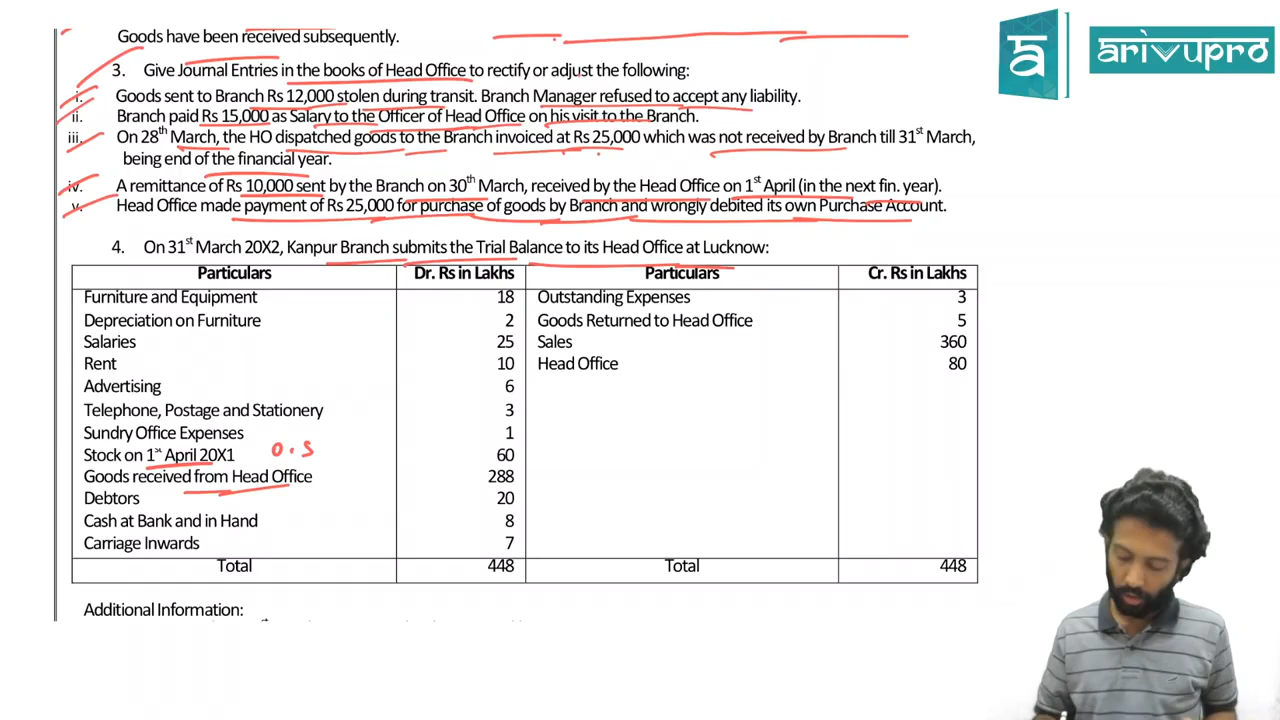 Goods have been received subsequently.
arivupro
3. Give Journal Entries in the books of Head Office to rectify or adjust the following:
i. Goods sent to Branch Rs 12,000 stolen during transit. Branch Manager refused to accept any liability.
ii. Branch paid Rs 15,000 as Salary to the Officer of Head Office on his visit to the Branch.
iii. On 28th March, the HO dispatched goods to the Branch invoiced at Rs 25,000 which was not received by Branch till 31st March,
being end of the financial year.
iv. A remittance of Rs 10,000 sent by the Branch on 30th March, received by the Head Office on 1st April (in the next fin. year).
v. Head Office made payment of Rs 25,000 for purchase of goods by Branch and wrongly debited its own Purchase Account.
4. On 31st March 20X2, Kanpur Branch submits the Trial Balance to its Head Office at Lucknow:
Particulars Dr. Rs in Lakhs Particulars Cr. Rs in Lakhs
Furniture and Equipment 18 Outstanding Expenses 3
Depreciation on Furniture 2 Goods Returned to Head Office 5
Salaries 25 Sales 360
Rent 10 Head Office 80
Advertising 6
Telephone, Postage and Stationery 3
Sundry Office Expenses 1
Stock on 1st April 20X1 O.S 60
Goods received from Head Office 288
Debtors 20
Cash at Bank and in Hand 8
Carriage Inwards 7
Total 448 Total 448
Additional Information: